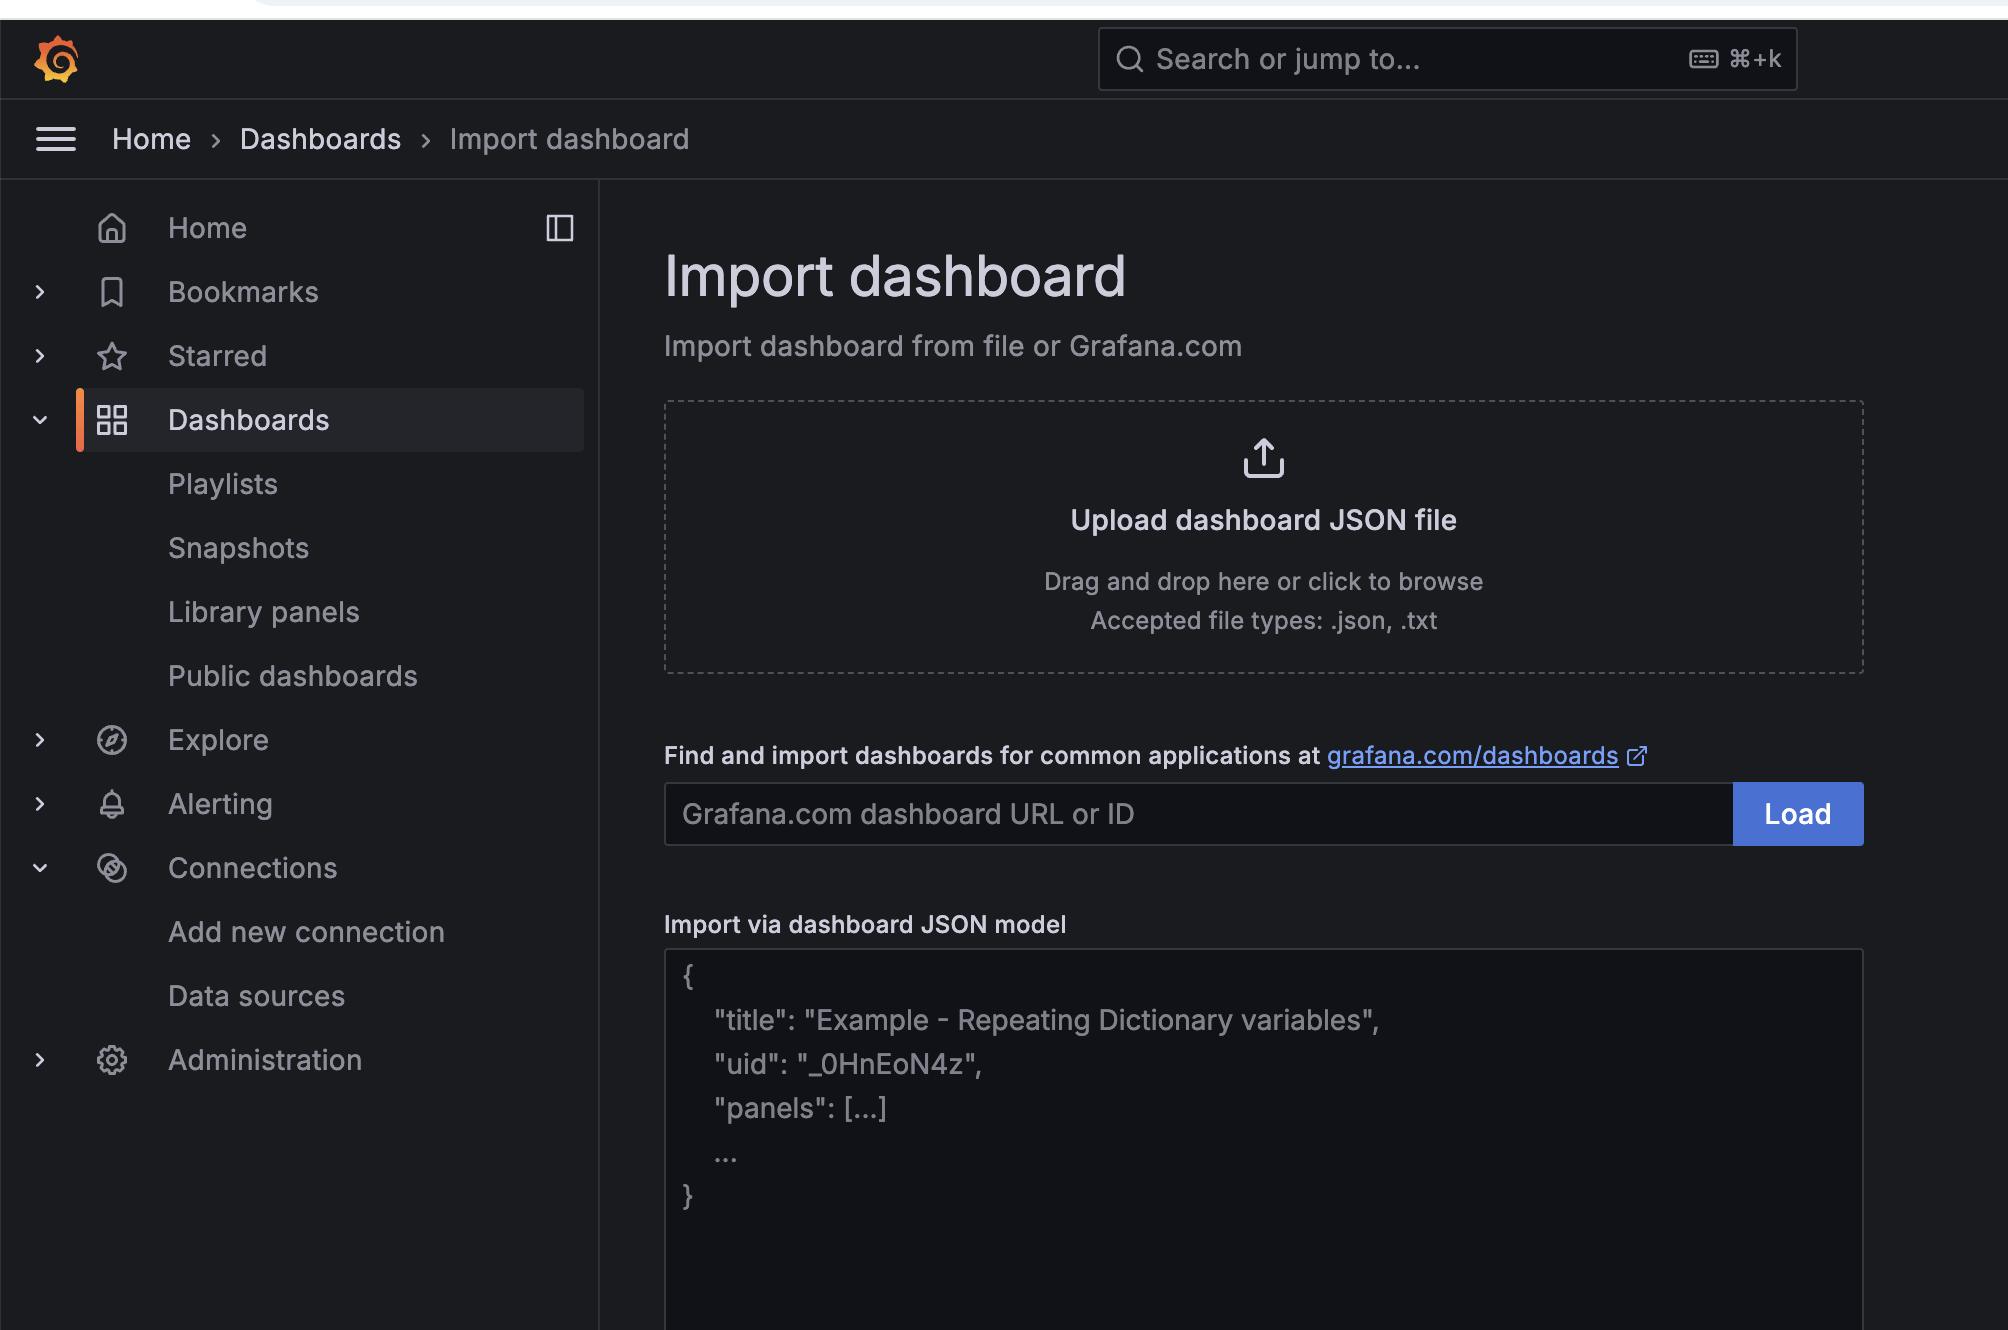 Search or jump to...
⌘+k
Home › Dashboards › Import dashboard
Home
Bookmarks
Starred
Dashboards
Playlists
Snapshots
Library panels
Public dashboards
Explore
Alerting
Connections
Add new connection
Data sources
Administration
Import dashboard
Import dashboard from file or Grafana.com
Upload dashboard JSON file
Drag and drop here or click to browse
Accepted file types: .json, .txt
Find and import dashboards for common applications at grafana.com/dashboards
Grafana.com dashboard URL or ID
Load
Import via dashboard JSON model
{
"title": "Example - Repeating Dictionary variables",
"uid": "_0HnEoN4z",
"panels": [...]
...
}